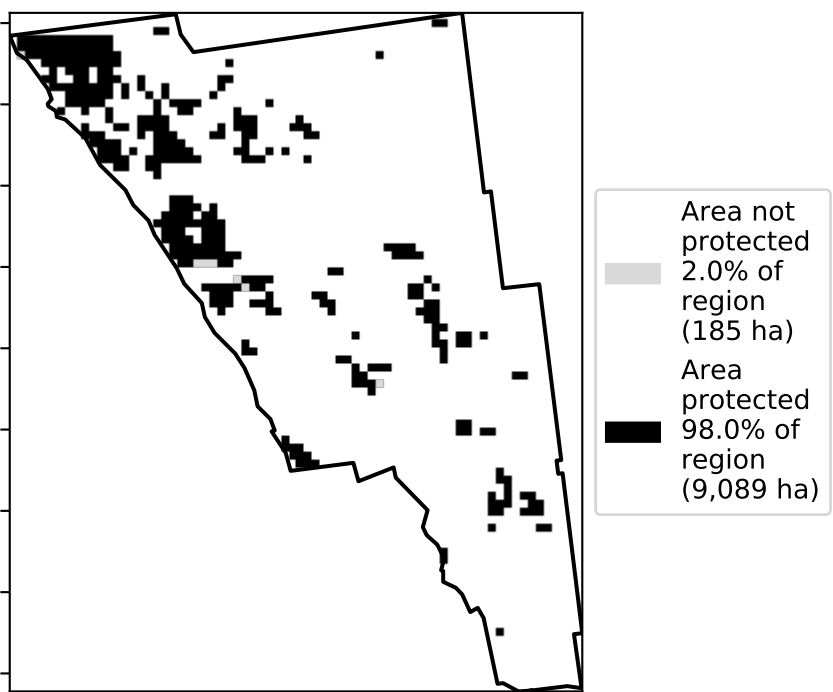 Area not
protected
2.0% of
region
(185 ha)
Area
protected
98.0% of
region
(9,089 ha)